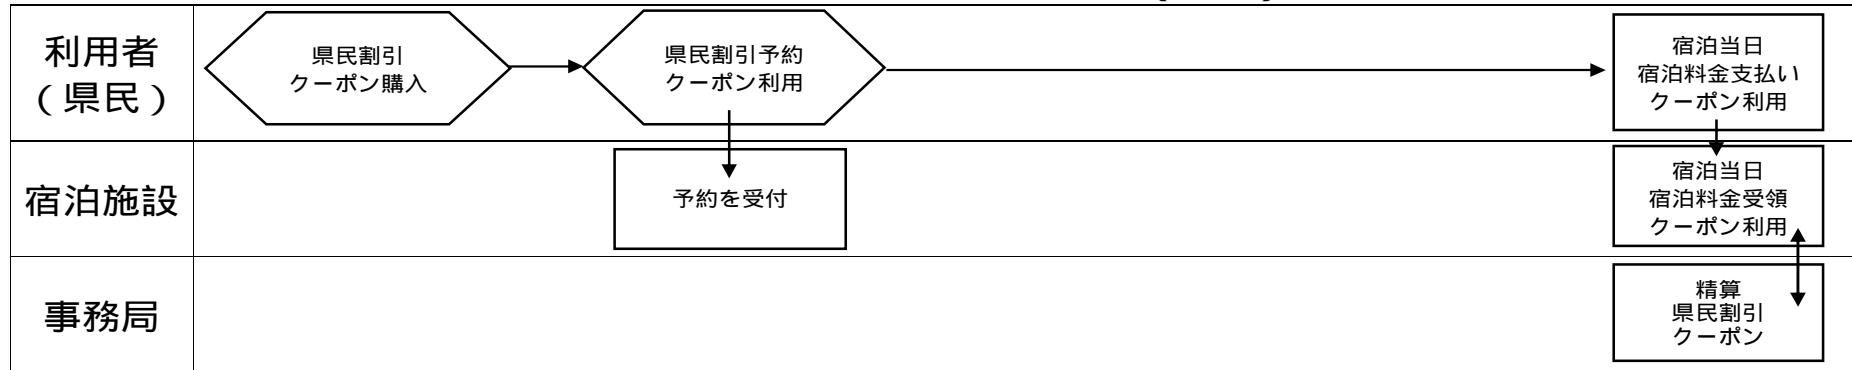 利用者
（県民）
県民割引
クーポン購入
県民割引予約
クーポン利用
宿泊当日
宿泊料金支払い
クーポン利用
宿泊施設
予約を受付
宿泊当日
宿泊料金受領
クーポン利用
事務局
精算
県民割引
クーポン